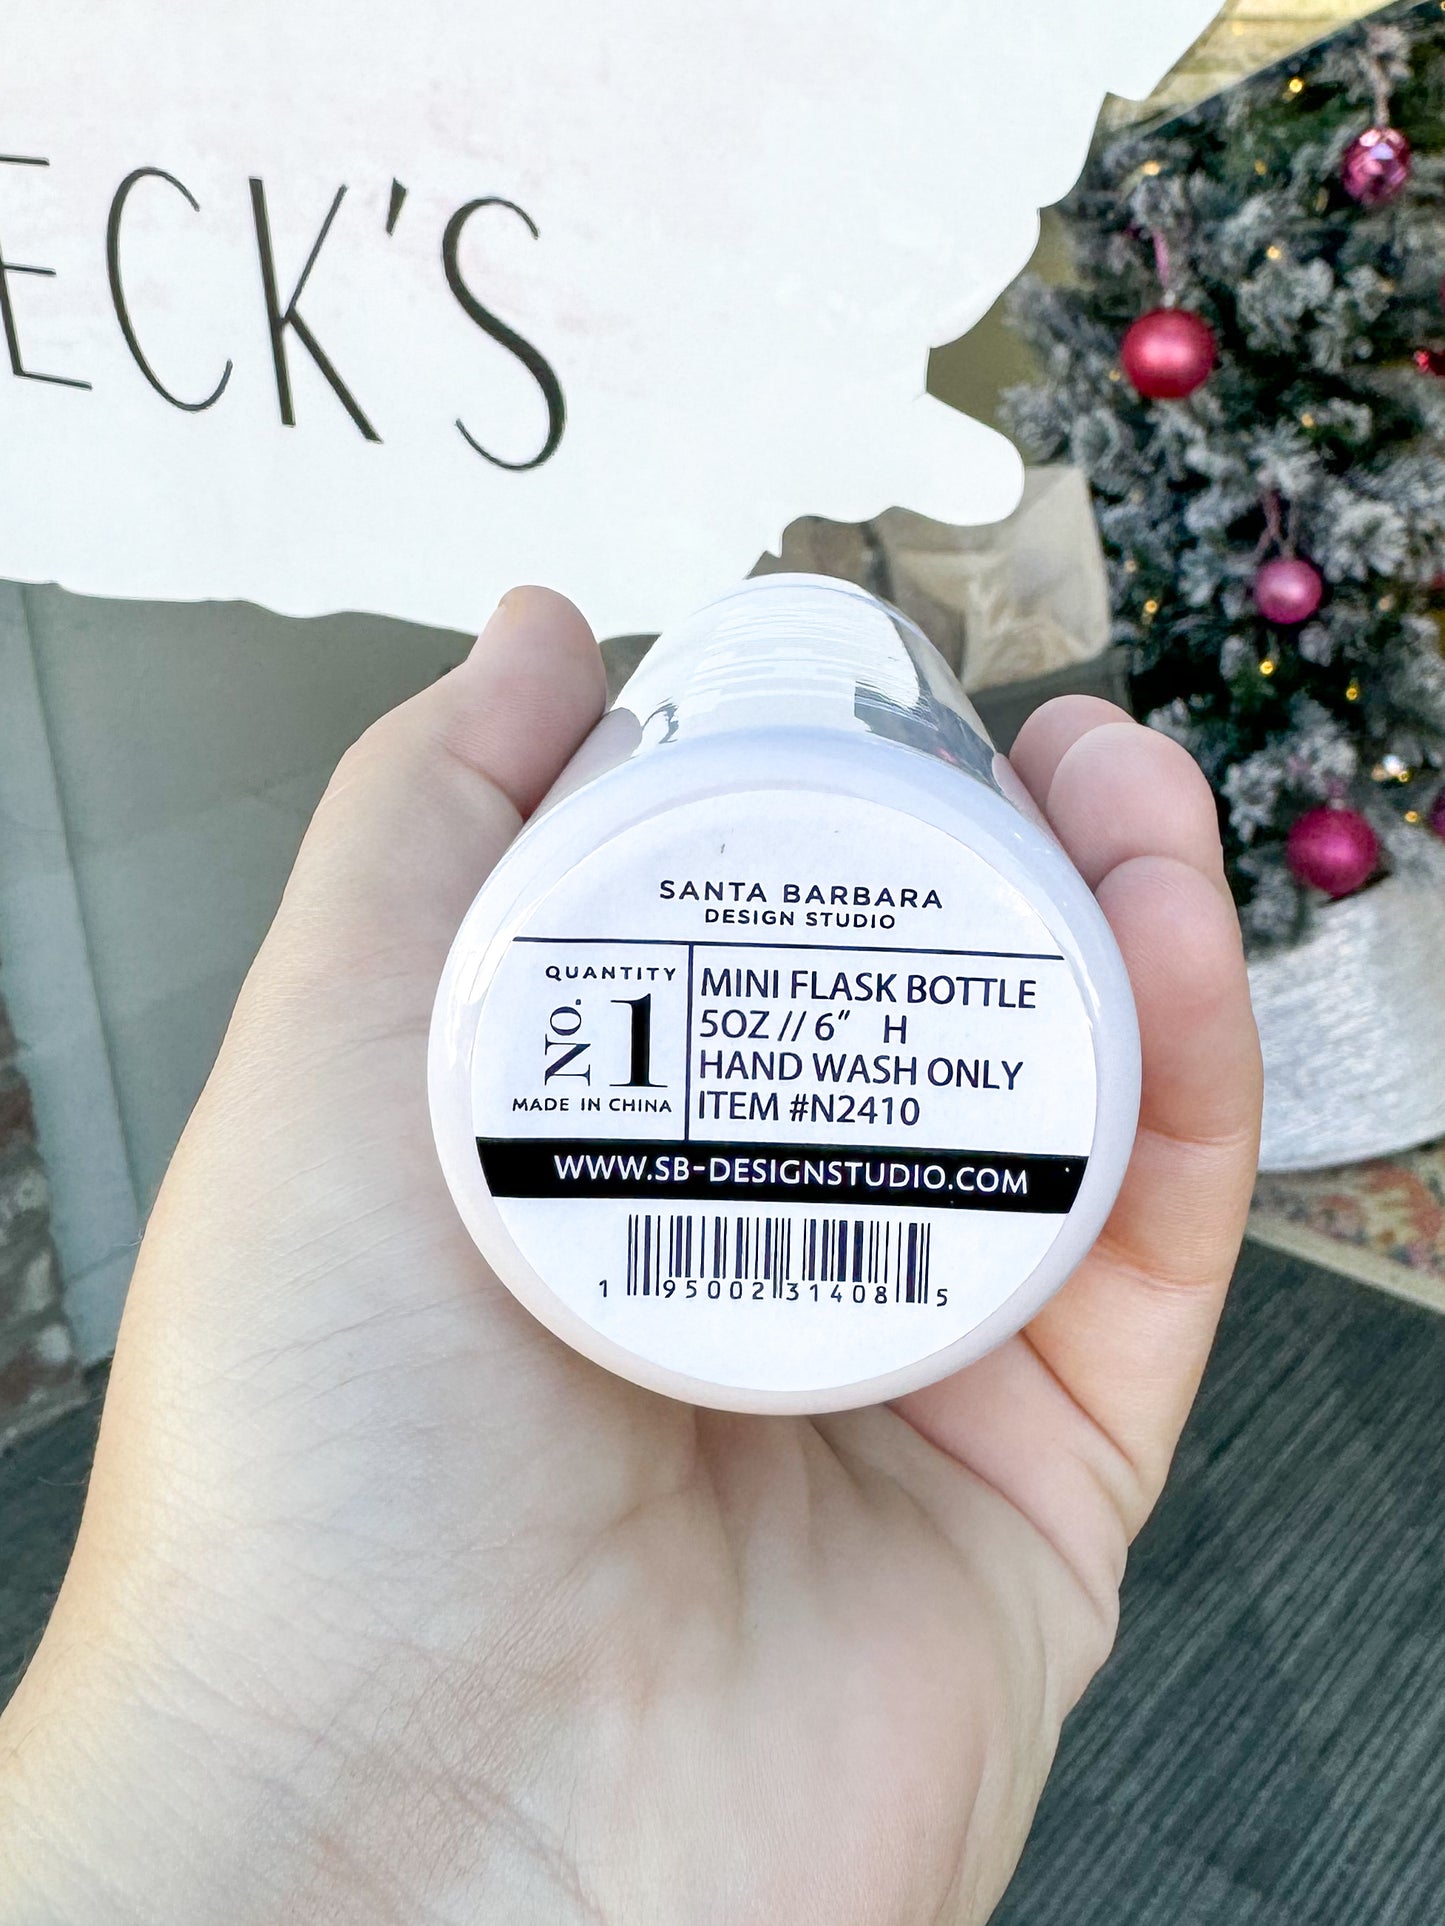 ECK'S
SANTA BARBARA
DESIGN STUDIO
QUANTITY
No. 1
MADE IN CHINA
MINI FLASK BOTTLE
5OZ // 6" H
HAND WASH ONLY
ITEM #N2410
WWW.SB-DESIGNSTUDIO.COM
1 95002 31408 5